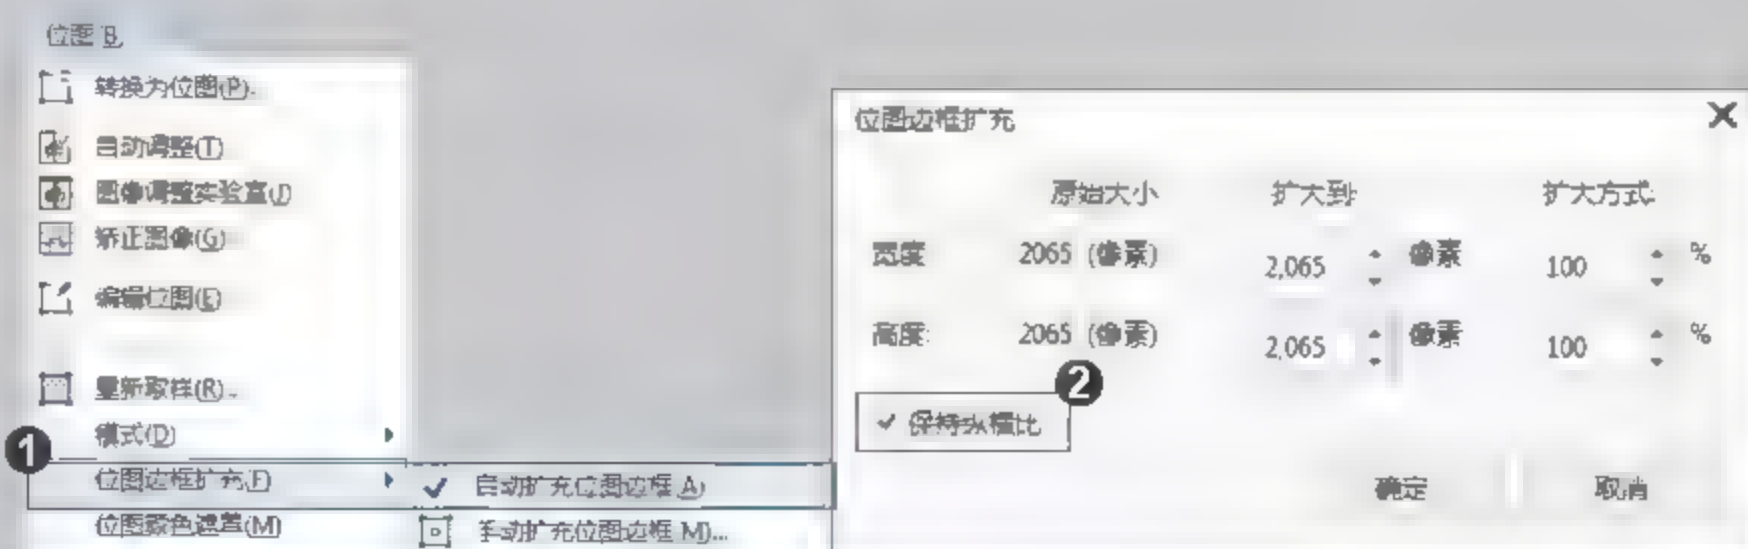 位图 B
转换为位图(P)...
自动调整(T)
图像调整实验室(J)
矫正图像(G)
编辑位图(E)
重新取样(R)...
模式(D)
1
位图边框扩充(F)
自动扩充位图边框 A)
位图颜色遮罩(M)
手动扩充位图边框 M)...
位图边框扩充
原始大小 扩大到: 扩大方式:
宽度 2065 (像素) 2,065 像素 100 %
高度: 2065 (像素) 2,065 像素 100 %
2
保持纵横比
确定 取消